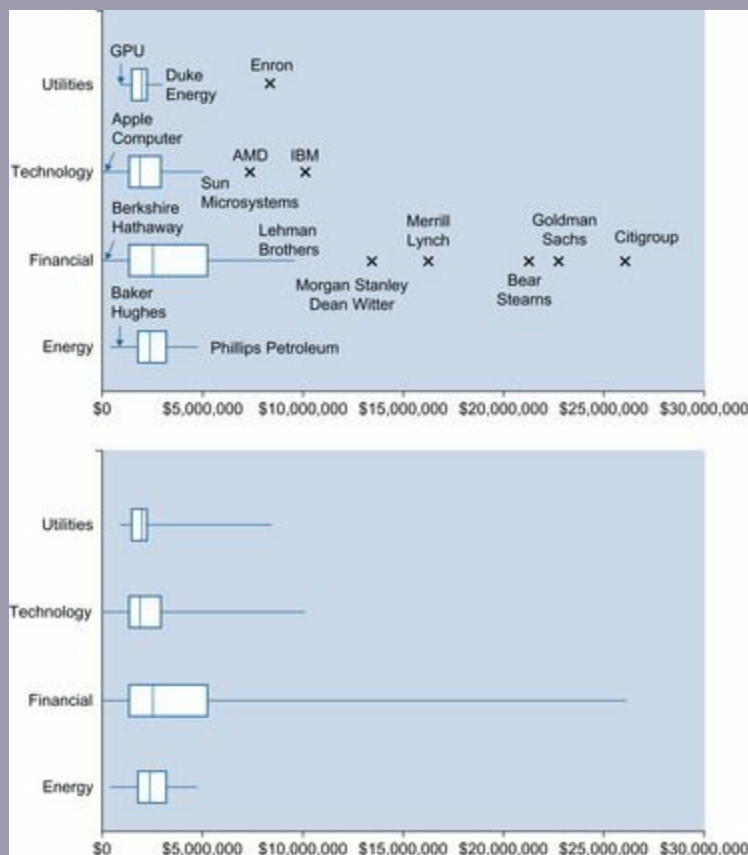 GPU
Utilities
Duke
Energy
Enron
Apple
Computer
Technology
AMD
IBM
Sun
Microsystems
Berkshire
Hathaway
Financial
Lehman
Brothers
Merrill
Lynch
Goldman
Sachs
Citigroup
Morgan Stanley
Dean Witter
Bear
Stearns
Baker
Hughes
Energy
Phillips Petroleum
$0 $5,000,000 $10,000,000 $15,000,000 $20,000,000 $25,000,000 $30,000,000
Utilities
Technology
Financial
Energy
$0 $5,000,000 $10,000,000 $15,000,000 $20,000,000 $25,000,000 $30,000,000